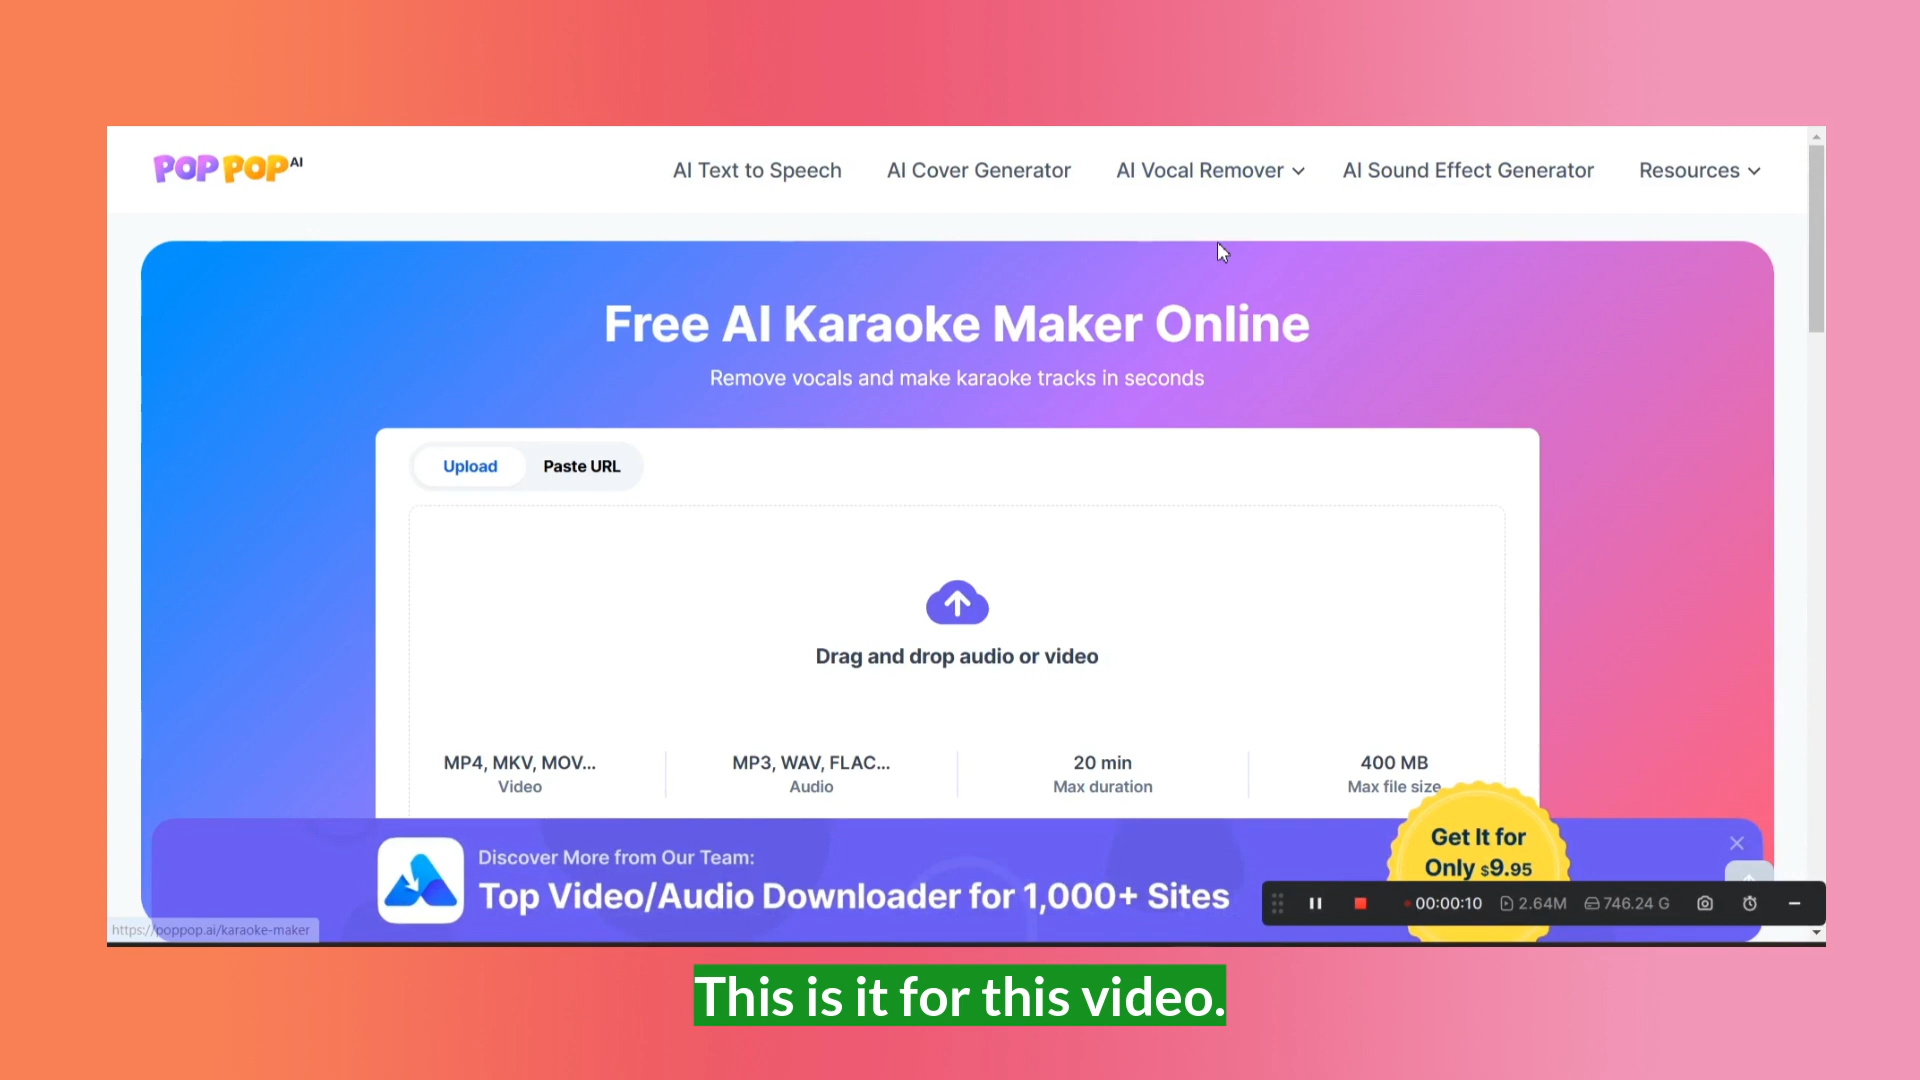 POP POP AI
AI Text to Speech
AI Cover Generator
AI Vocal Remover
AI Sound Effect Generator
Resources
Free AI Karaoke Maker Online
Remove vocals and make karaoke tracks in seconds
Upload
Paste URL
Drag and drop audio or video
MP4, MKV, MOV...
Video
MP3, WAV, FLAC...
Audio
20 min
Max duration
400 MB
Max file size
Discover More from Our Team:
Top Video/Audio Downloader for 1,000+ Sites
Get It for
Only $9.95
00:00:10
2.64M
746.24 G
https://poppop.ai/karaoke-maker
This is it for this video.